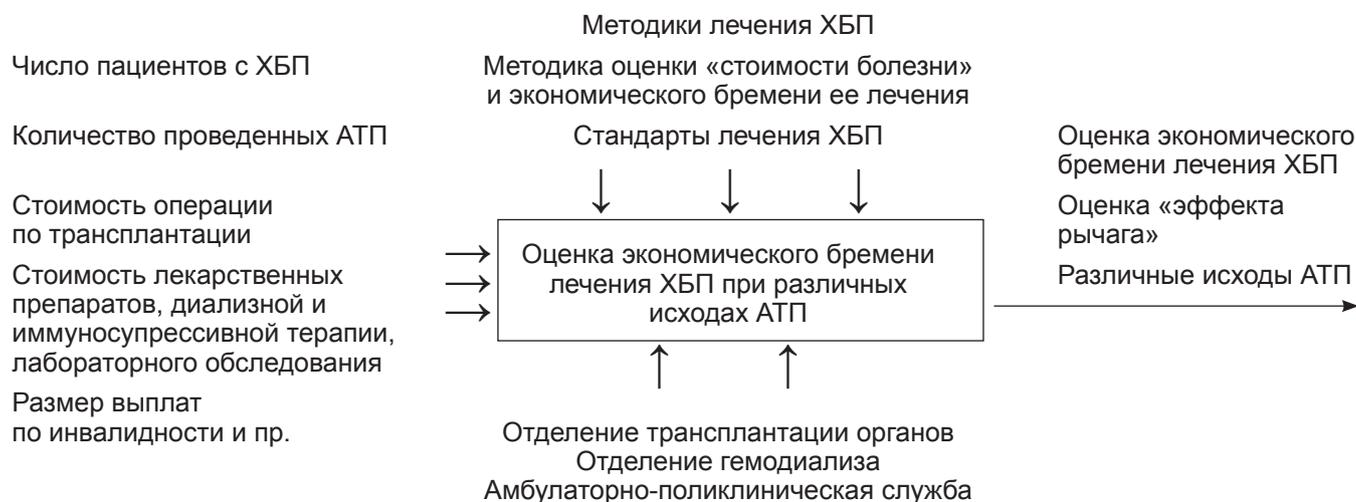 Методики лечения ХБП
Число пациентов с ХБП
Методика оценки «стоимости болезни»
и экономического бремени ее лечения
Количество проведенных АТП
Стандарты лечения ХБП
Стоимость операции
по трансплантации
Стоимость лекарственных
препаратов, диализной и
иммуносупрессивной терапии,
лабораторного обследования
Размер выплат
по инвалидности и пр.
Оценка экономического бремени
лечения ХБП при различных
исходах АТП
Оценка экономического
бремени лечения ХБП
Оценка «эффекта
рычага»
Различные исходы АТП
Отделение трансплантации органов
Отделение гемодиализа
Амбулаторно-поликлиническая служба